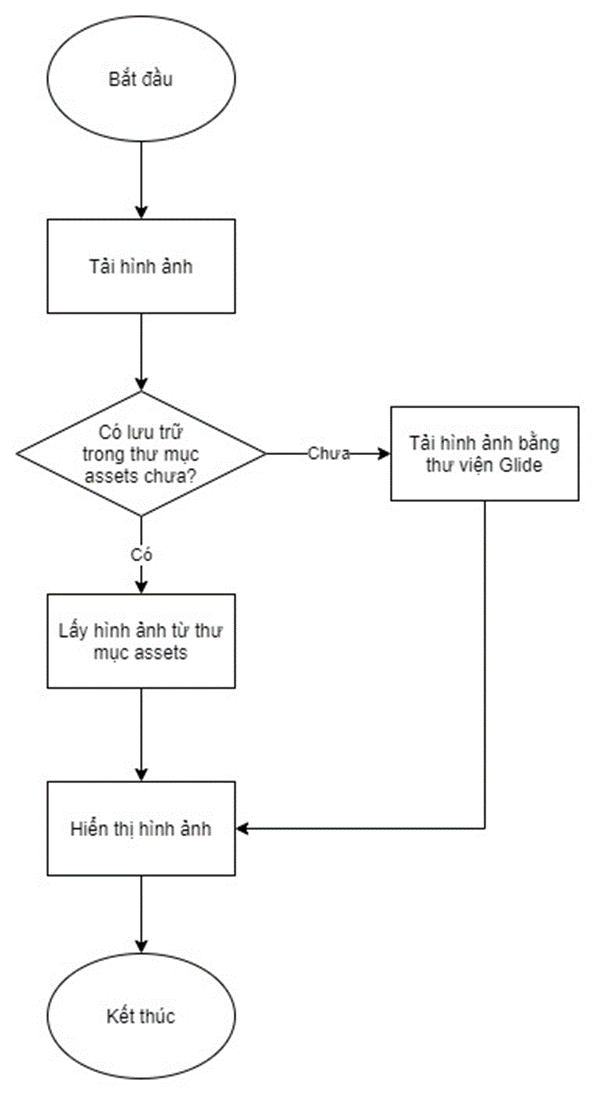 Bắt đầu
Tải hình ảnh
Có lưu trữ
trong thư mục
assets chưa?
Chưa
Tải hình ảnh bằng
thư viện Glide
Có
Lấy hình ảnh từ thư
mục assets
Hiển thị hình ảnh
Kết thúc